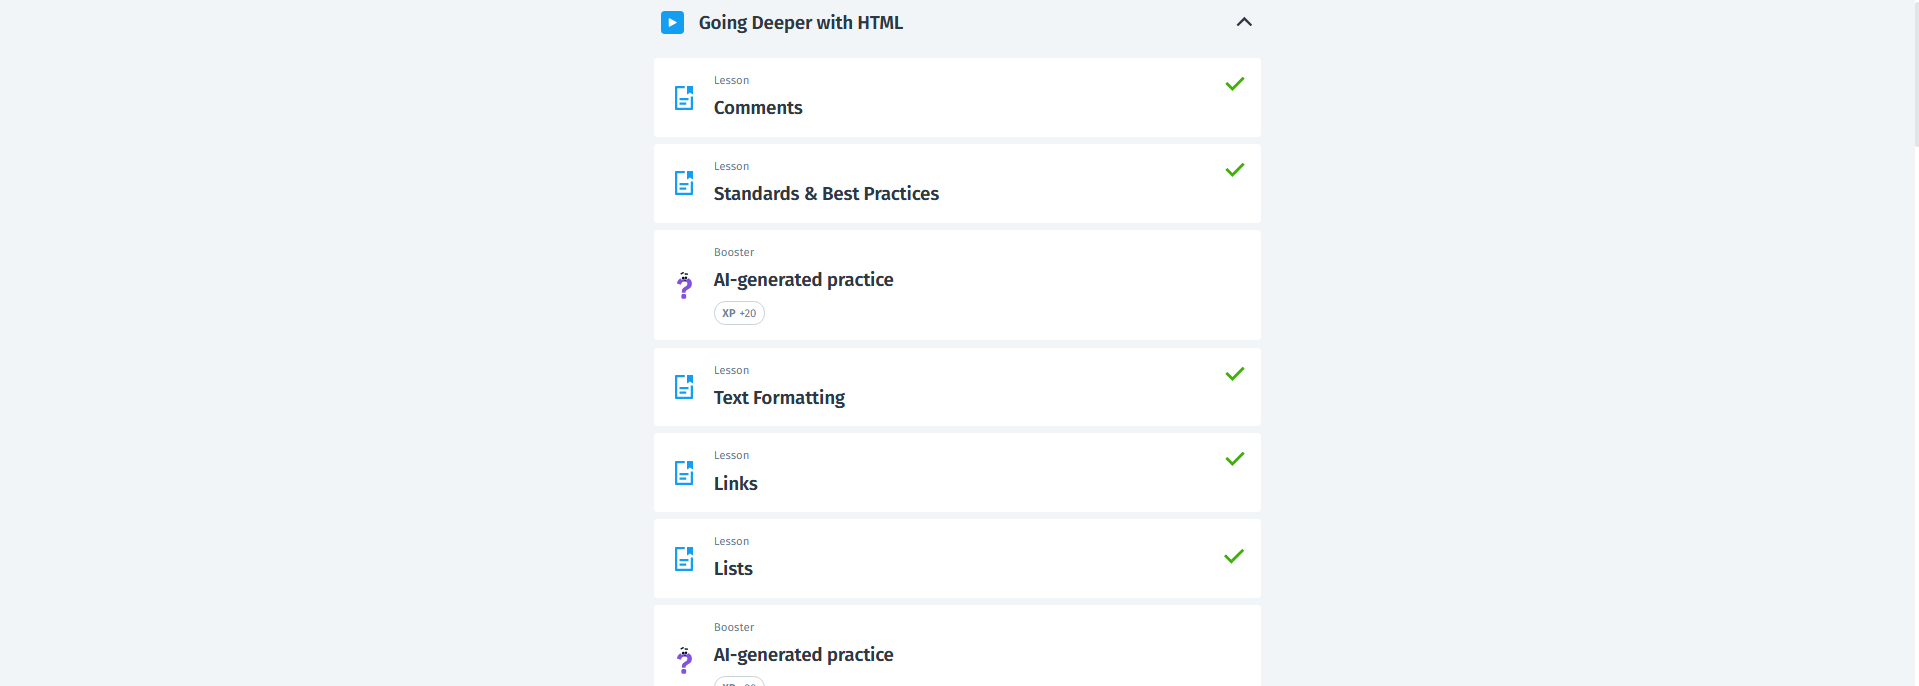 Going Deeper with HTML
Lesson
Comments
Lesson
Standards & Best Practices
Booster
AI-generated practice
XP +20
Lesson
Text Formatting
Lesson
Links
Lesson
Lists
Booster
AI-generated practice